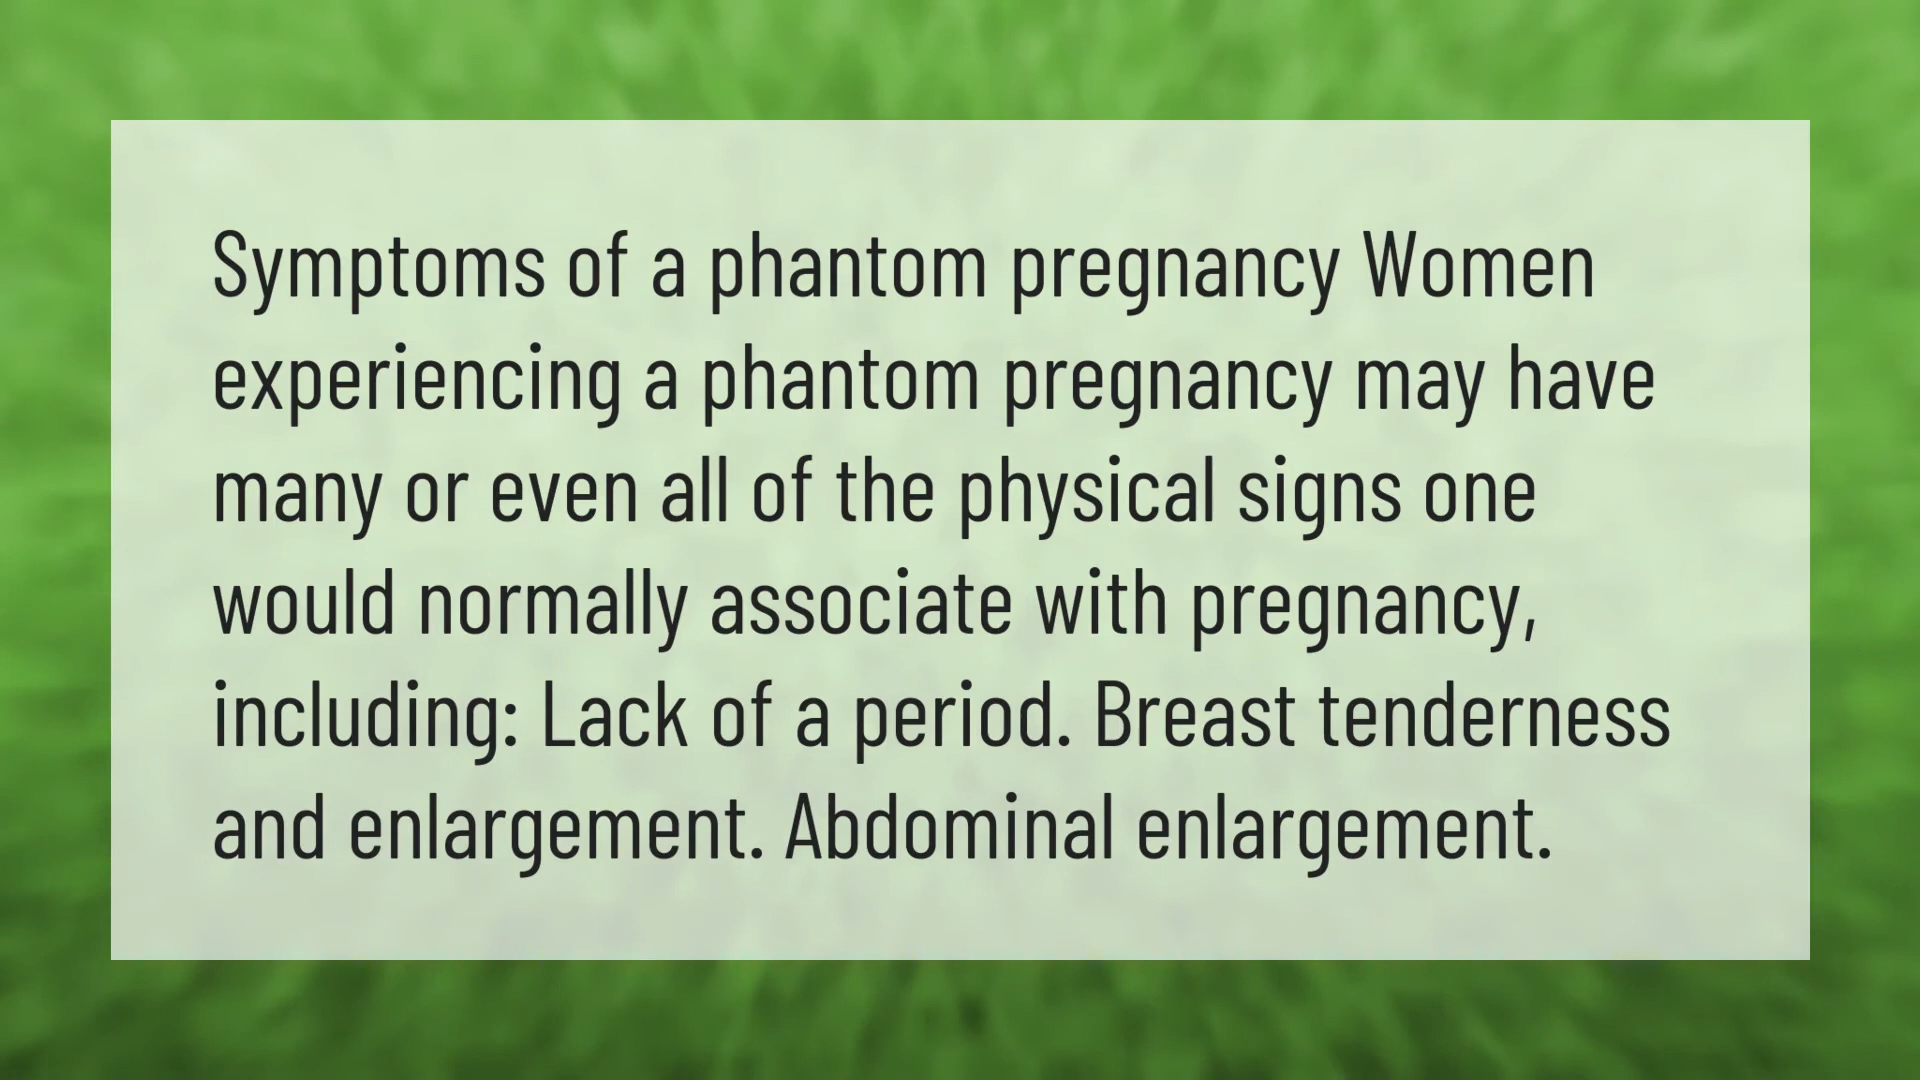 Symptoms of a phantom pregnancy Women
experiencing a phantom pregnancy may have
many or even all of the physical signs one
would normally associate with pregnancy,
including: Lack of a period. Breast tenderness
and enlargement. Abdominal enlargement.